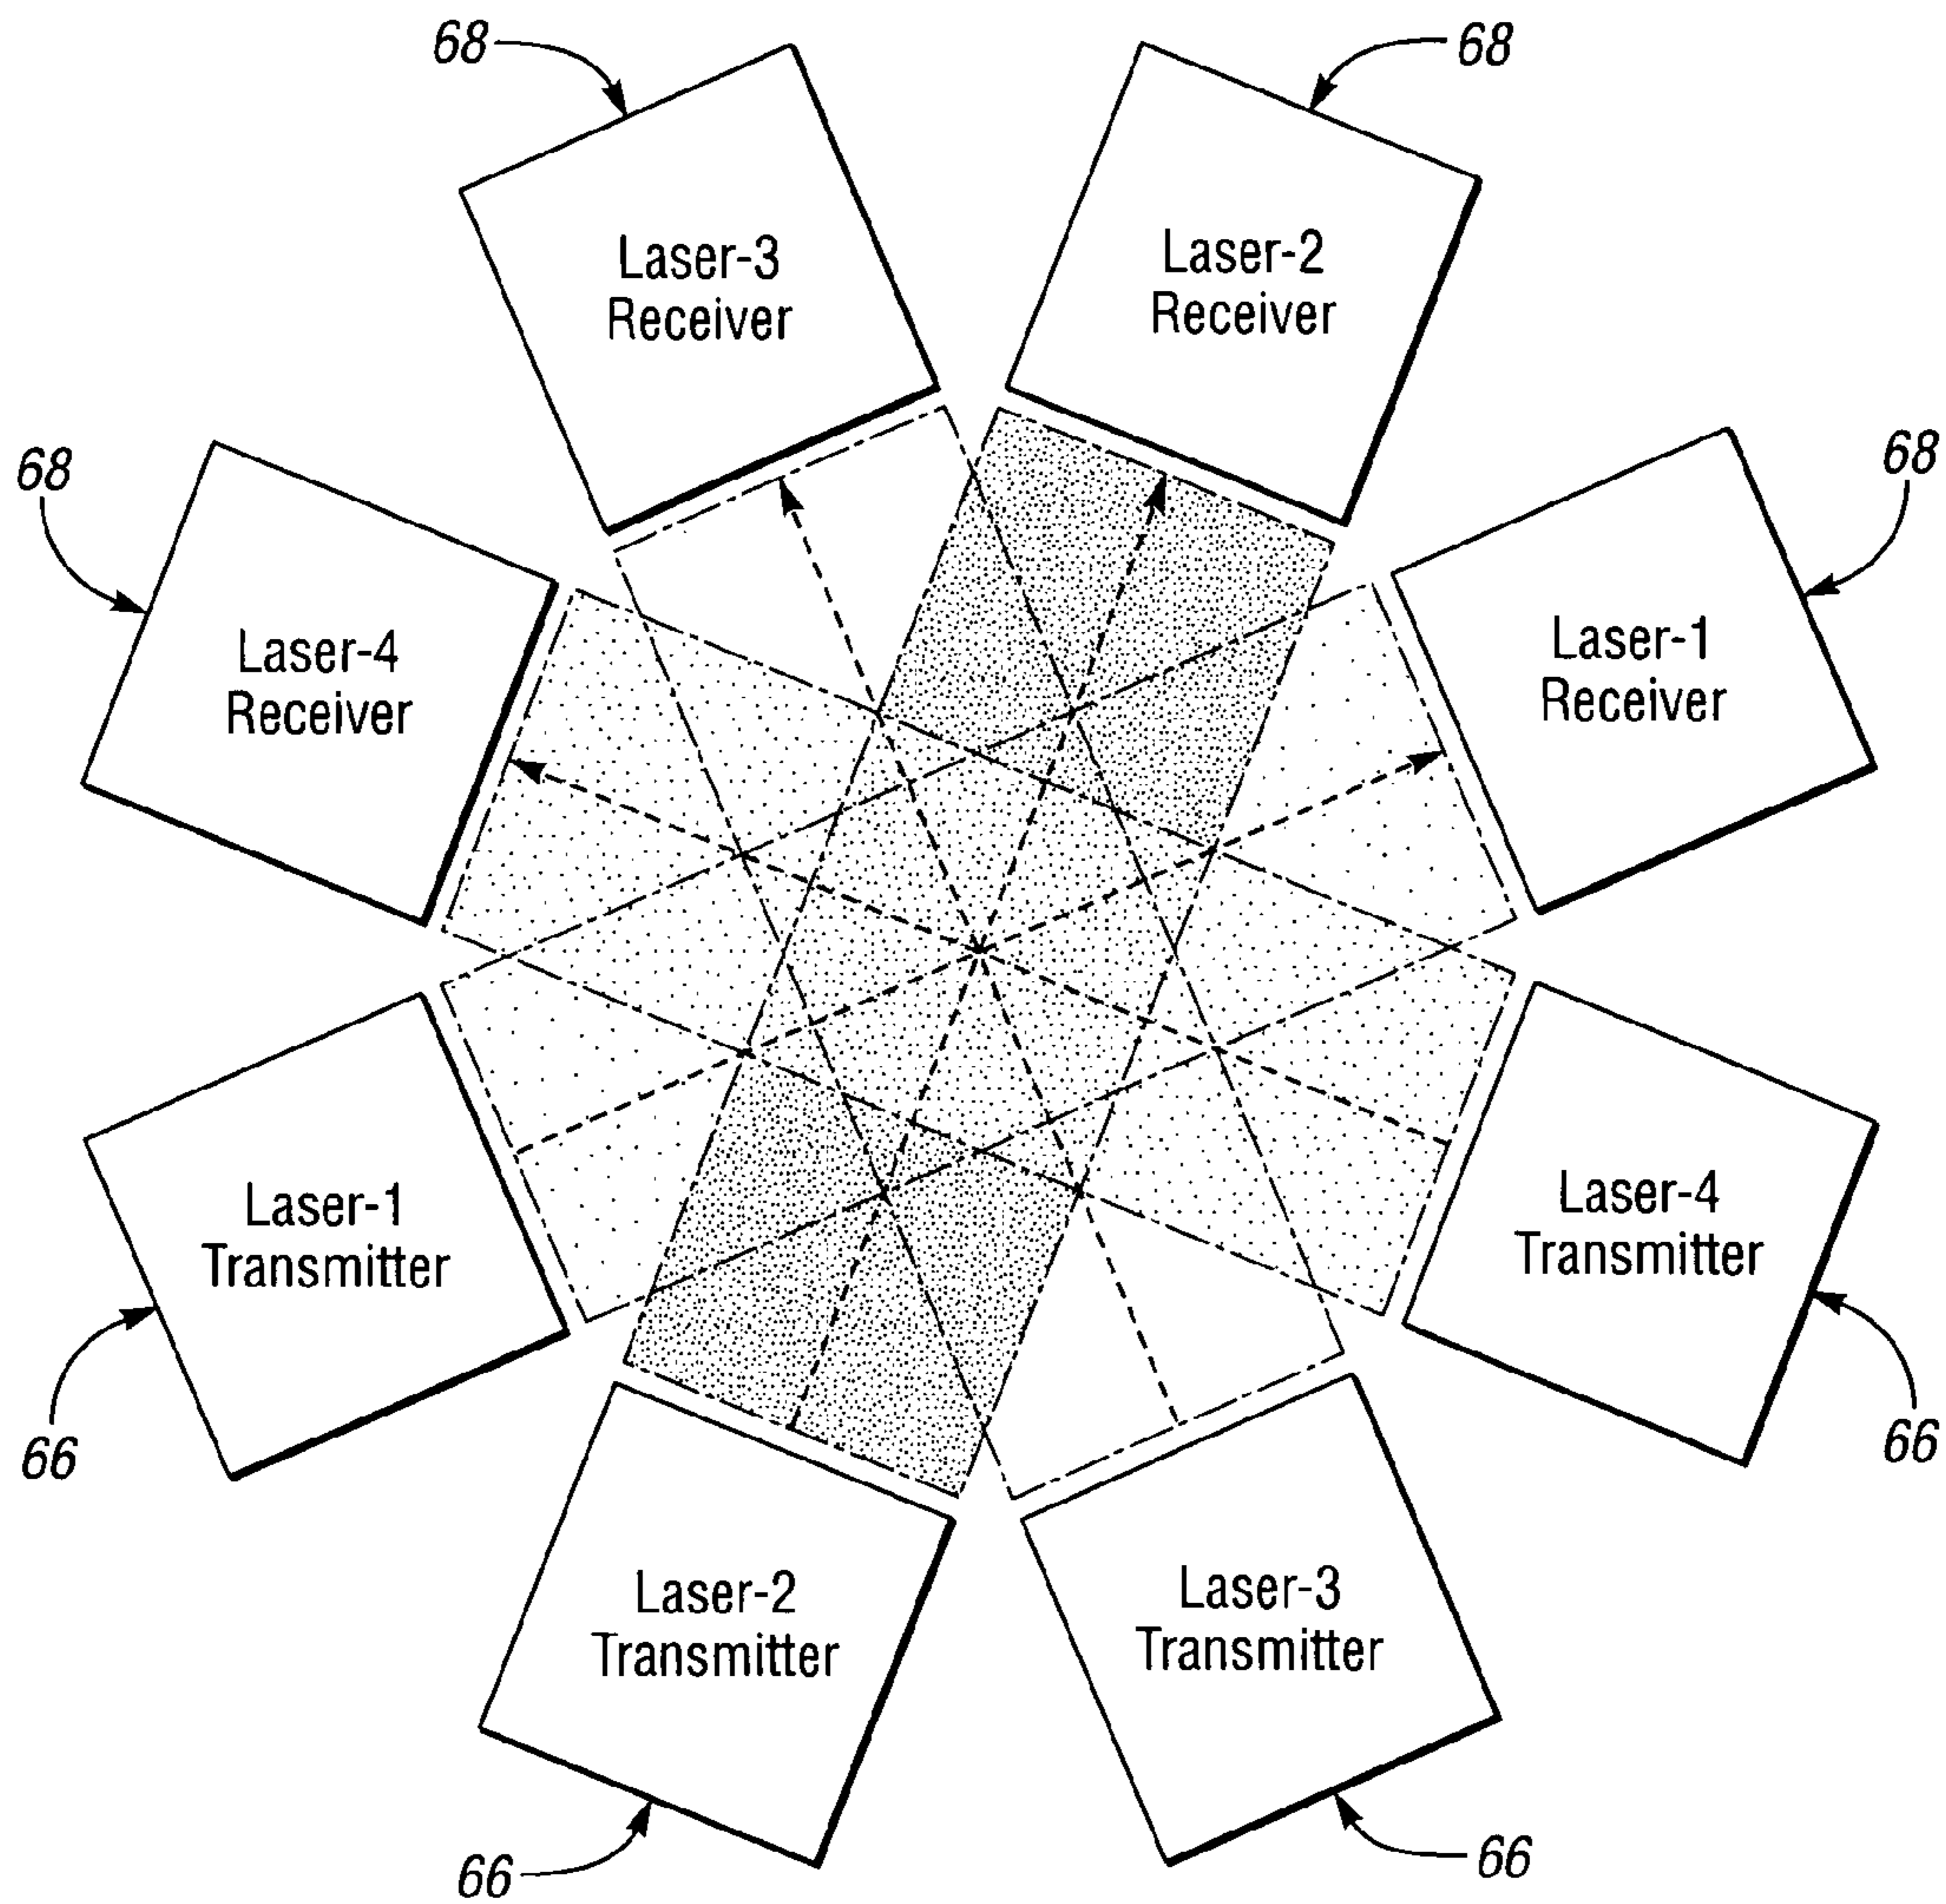 68
68
Laser-3
Receiver
Laser-2
Receiver
68
68
Laser-4
Receiver
Laser-1
Receiver
Laser-1
Transmitter
Laser-4
Transmitter
66
66
Laser-2
Transmitter
Laser-3
Transmitter
66
66